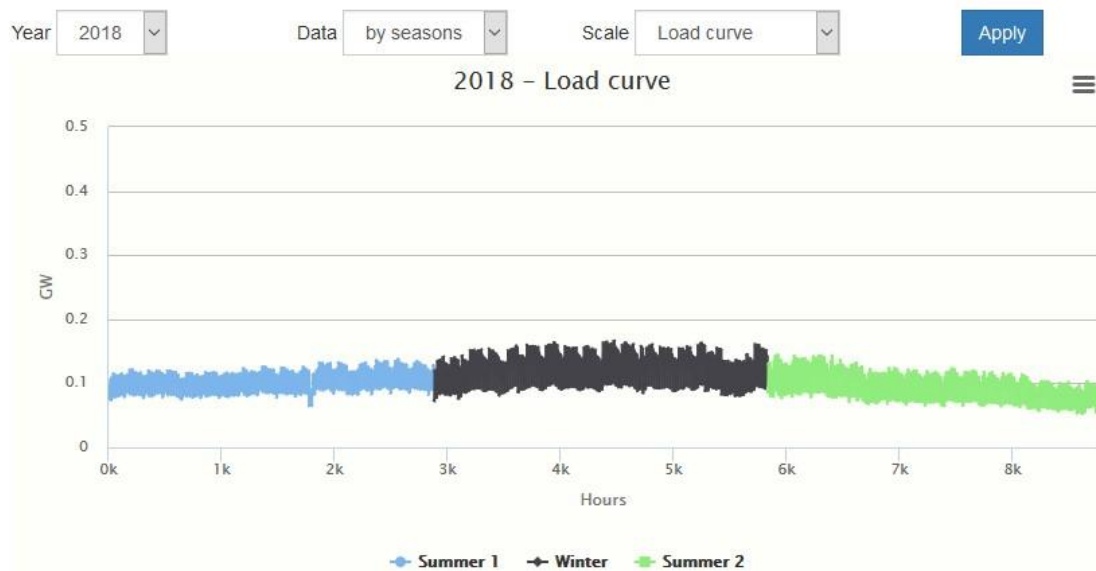 Year 2018 Data by seasons Scale Load curve Apply
2018 – Load curve
0.5
0.4
0.3
0.2
0.1
0
GW
0k 1k 2k 3k 4k 5k 6k 7k 8k
Hours
Summer 1 Winter Summer 2